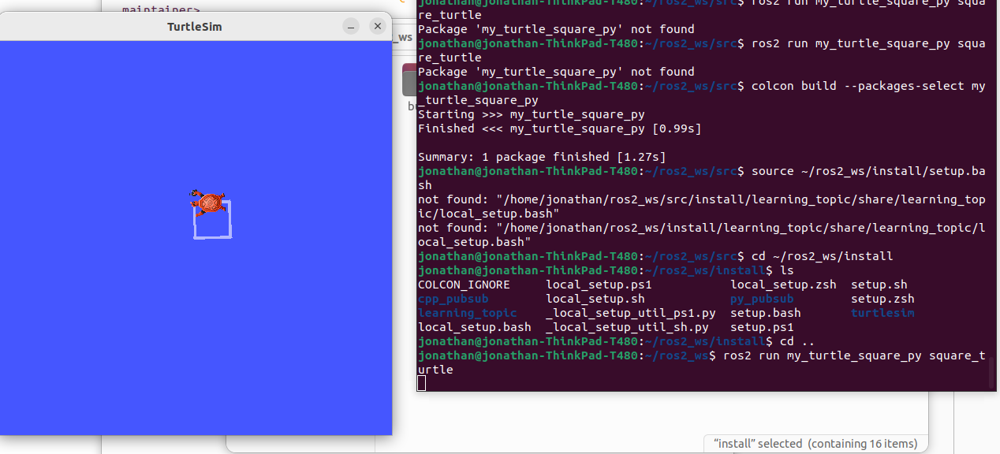 maintainer>
TurtleSim
_ws
jonathan@jonathan-ThinkPad-T480:~/ros2_ws/src$ ros2 run my_turtle_square_py squa
re_turtle
Package 'my_turtle_square_py' not found
jonathan@jonathan-ThinkPad-T480:~/ros2_ws/src$ ros2 run my_turtle_square_py squa
re_turtle
Package 'my_turtle_square_py' not found
jonathan@jonathan-ThinkPad-T480:~/ros2_ws/src$ colcon build --packages-select my
_turtle_square_py
Starting >>> my_turtle_square_py
Finished <<< my_turtle_square_py [0.99s]
Summary: 1 package finished [1.27s]
jonathan@jonathan-ThinkPad-T480:~/ros2_ws/src$ source ~/ros2_ws/install/setup.ba
sh
not found: "/home/jonathan/ros2_ws/src/install/learning_topic/share/learning_top
ic/local_setup.bash"
not found: "/home/jonathan/ros2_ws/install/learning_topic/share/learning_topic/l
ocal_setup.bash"
jonathan@jonathan-ThinkPad-T480:~/ros2_ws/src$ cd ~/ros2_ws/install
jonathan@jonathan-ThinkPad-T480:~/ros2_ws/install$ ls
COLCON_IGNORE local_setup.ps1 local_setup.zsh setup.sh
cpp_pubsub local_setup.sh py_pubsub setup.zsh
learning_topic _local_setup_util_ps1.py setup.bash turtlesim
local_setup.bash _local_setup_util_sh.py setup.ps1
jonathan@jonathan-ThinkPad-T480:~/ros2_ws/install$ cd ..
jonathan@jonathan-ThinkPad-T480:~/ros2_ws$ ros2 run my_turtle_square_py square_t
urtle
“install” selected (containing 16 items)